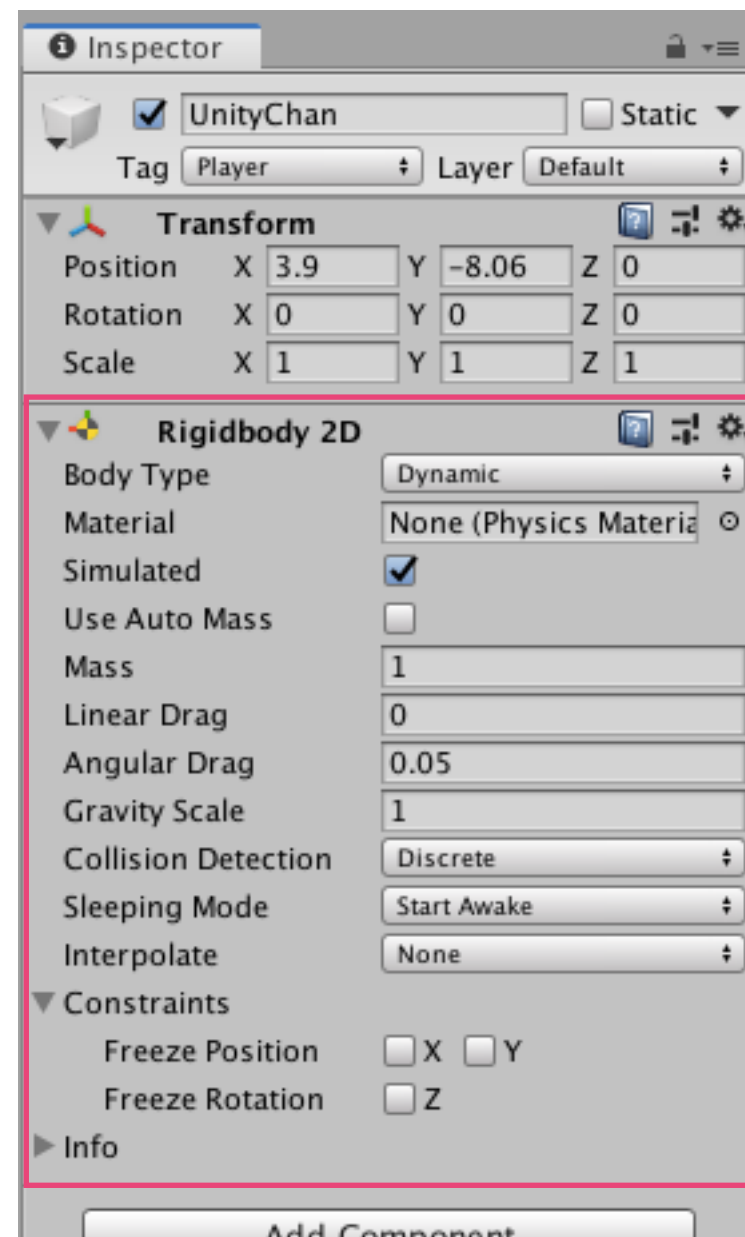 Inspector
UnityChan Static
Tag Player Layer Default
Transform
Position X 3.9 Y -8.06 Z 0
Rotation X 0 Y 0 Z 0
Scale X 1 Y 1 Z 1
Rigidbody 2D
Body Type Dynamic
Material None (Physics Materia
Simulated
Use Auto Mass
Mass 1
Linear Drag 0
Angular Drag 0.05
Gravity Scale 1
Collision Detection Discrete
Sleeping Mode Start Awake
Interpolate None
Constraints
Freeze Position X Y
Freeze Rotation Z
Info
Add Component